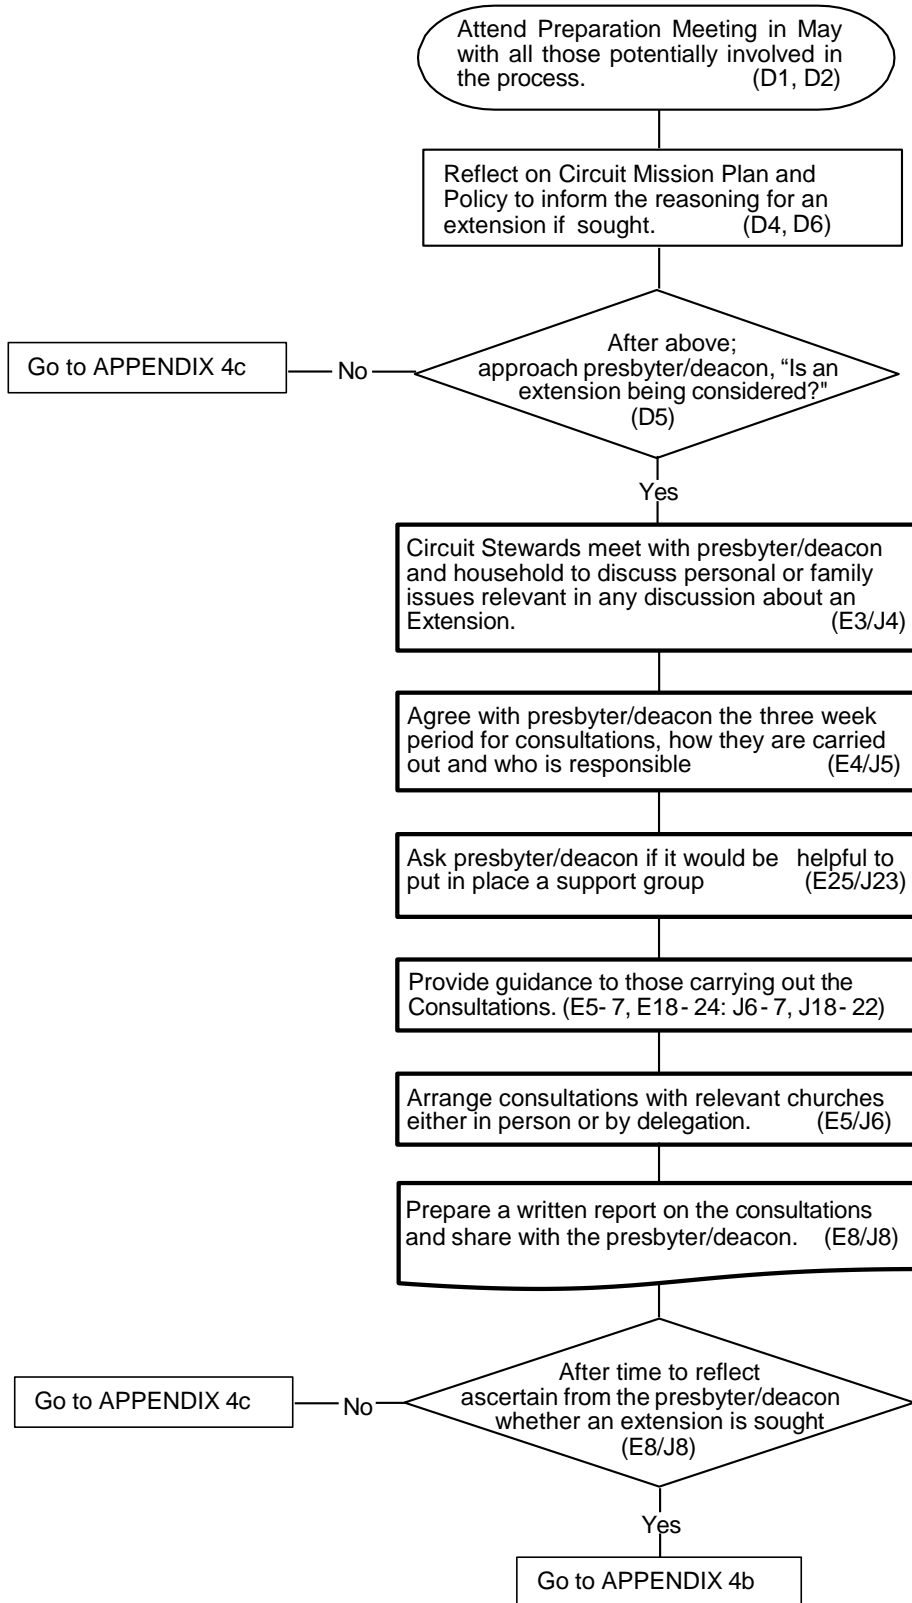 Attend Preparation Meeting in May
with all those potentially involved in
the process. (D1, D2)
Reflect on Circuit Mission Plan and
Policy to inform the reasoning for an
extension if sought. (D4, D6)
After above;
approach presbyter/deacon, “Is an
extension being considered?"
(D5)
No
Go to APPENDIX 4c
Yes
Circuit Stewards meet with presbyter/deacon
and household to discuss personal or family
issues relevant in any discussion about an
Extension. (E3/J4)
Agree with presbyter/deacon the three week
period for consultations, how they are carried
out and who is responsible (E4/J5)
Ask presbyter/deacon if it would be helpful to
put in place a support group (E25/J23)
Provide guidance to those carrying out the
Consultations. (E5- 7, E18 - 24: J6 - 7, J18 - 22)
Arrange consultations with relevant churches
either in person or by delegation. (E5/J6)
Prepare a written report on the consultations
and share with the presbyter/deacon. (E8/J8)
After time to reflect
ascertain from the presbyter/deacon
whether an extension is sought
(E8/J8)
No
Go to APPENDIX 4c
Yes
Go to APPENDIX 4b